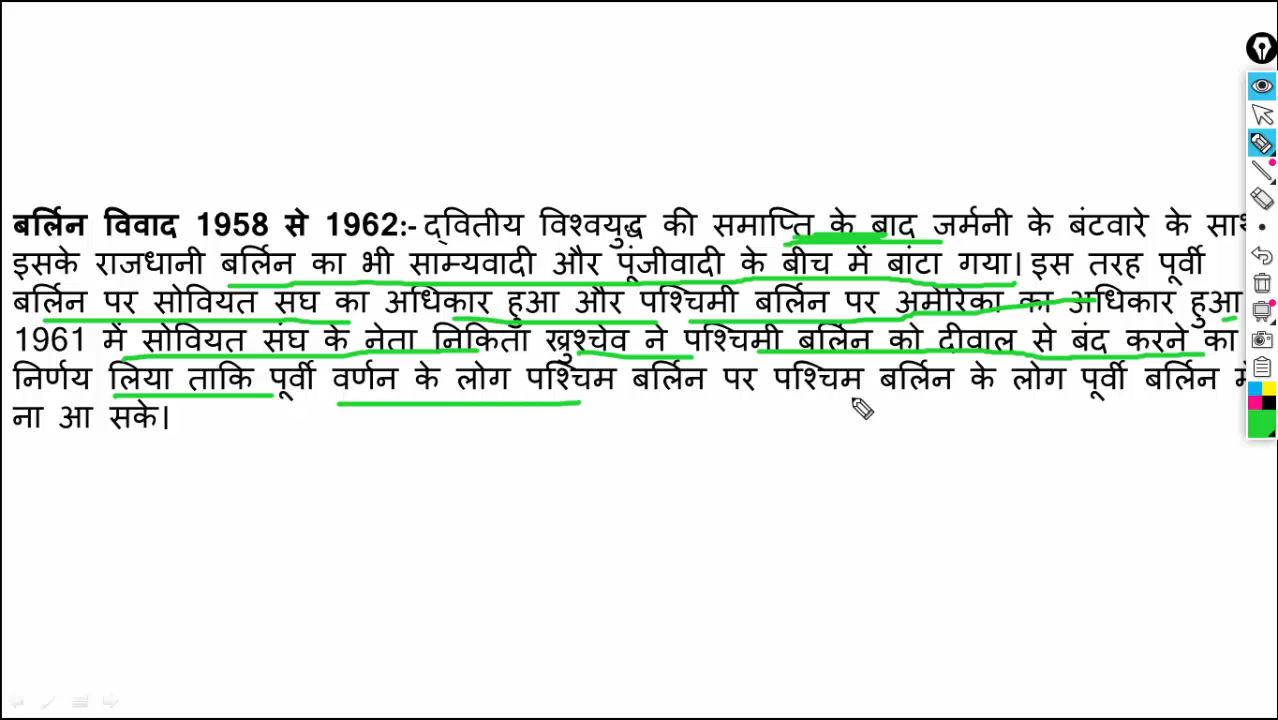 बर्लिन विवाद 1958 से 1962:- द्वितीय विश्वयुद्ध की समाप्ति के बाद जर्मनी के बंटवारे के साथ
इसके राजधानी बर्लिन का भी साम्यवादी और पूंजीवादी के बीच में बांटा गया। इस तरह पूर्वी
बर्लिन पर सोवियत संघ का अधिकार हुआ और पश्चिमी बर्लिन पर अमेरिका का अधिकार हुआ
1961 में सोवियत संघ के नेता निकिता ख्रुश्चेव ने पश्चिमी बर्लिन को दीवाल से बंद करने का
निर्णय लिया ताकि पूर्वी वर्णन के लोग पश्चिम बर्लिन पर पश्चिम बर्लिन के लोग पूर्वी बर्लिन में
ना आ सके।